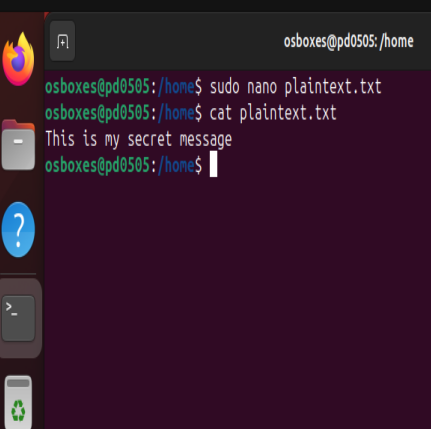 osboxes@pd0505: /home
osboxes@pd0505:/home$ sudo nano plaintext.txt
osboxes@pd0505:/home$ cat plaintext.txt
This is my secret message
osboxes@pd0505:/home$